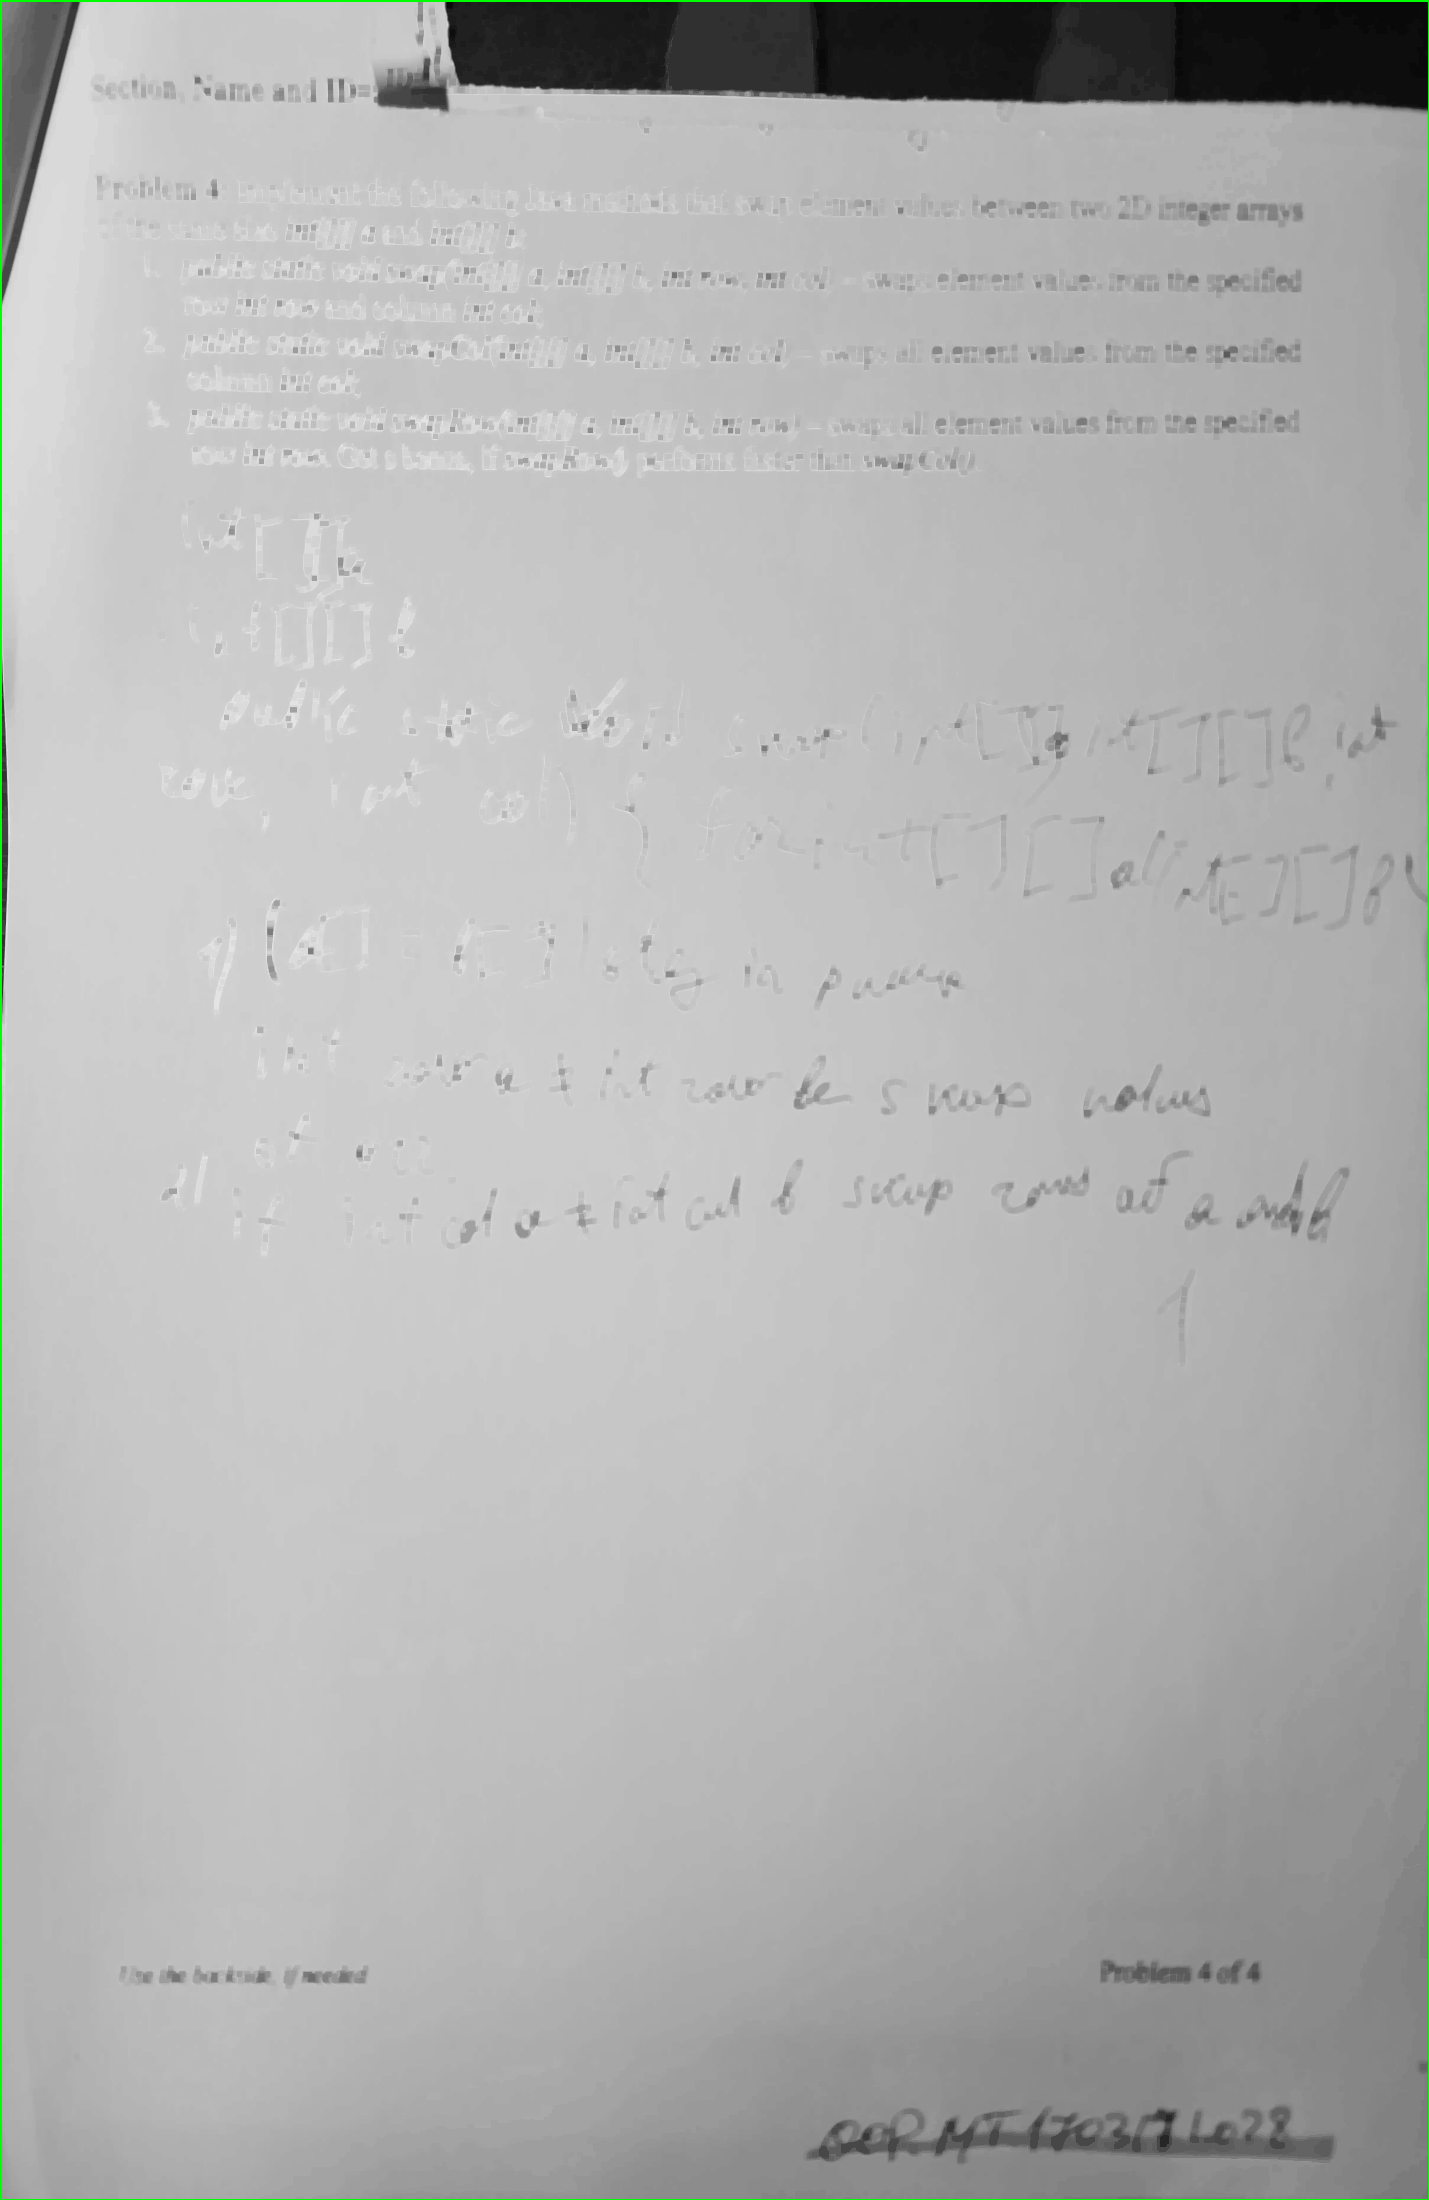 Section, Name and ID=
Problem 4: Implement the following Java methods that swap element values between two 2D integer arrays
of the same size int[][] a and int[][] b:
1. public static void swap(int[][] a, int[][] b, int row, int col) – swaps element values from the specified
row int row and column int col;
2. public static void swapCol(int[][] a, int[][] b, int col) – swaps all element values from the specified
column int col;
3. public static void swapRow(int[][] a, int[][] b, int row) – swaps all element values from the specified
row int row. Get a bonus, if swapRow() performs faster than swapCol().
int[][]
int[][] b
public static void swap(int[][] int[][] b, int
row, int col) { for int[][] a int[][] b
1) in
int row a ≠ int row b swap values
at
2) if int col a ≠ int col b swap rows at a and b
1
Use the backside, if needed
Problem 4 of 4
OOP MT 170317 L028